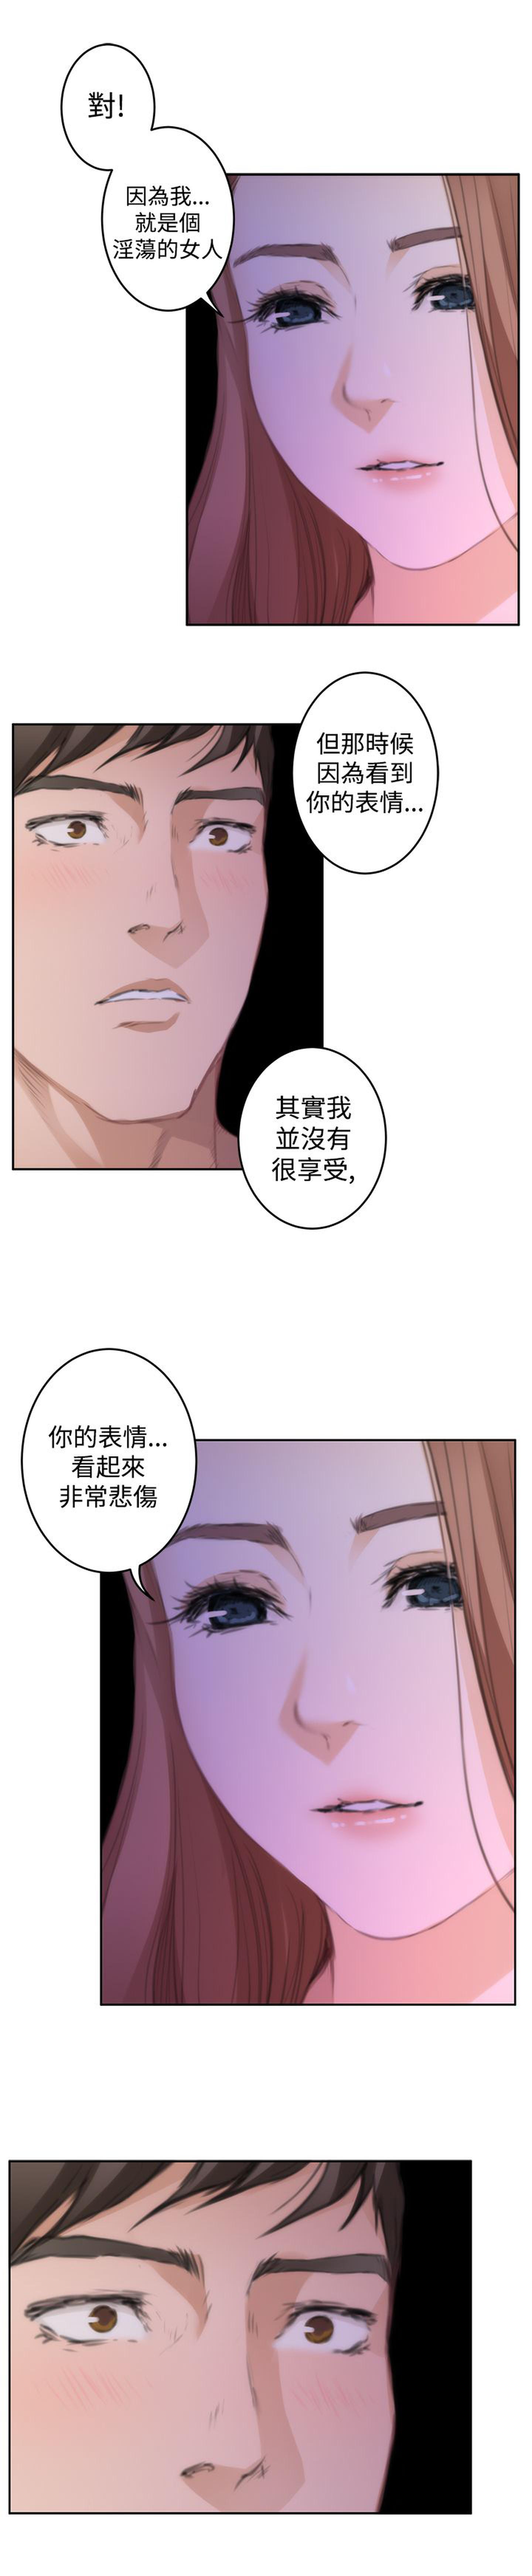 對!
因為我...
就是個
淫蕩的女人
但那時候
因為看到
你的表情...
其實我
並沒有
很享受,
你的表情...
看起來
非常悲傷